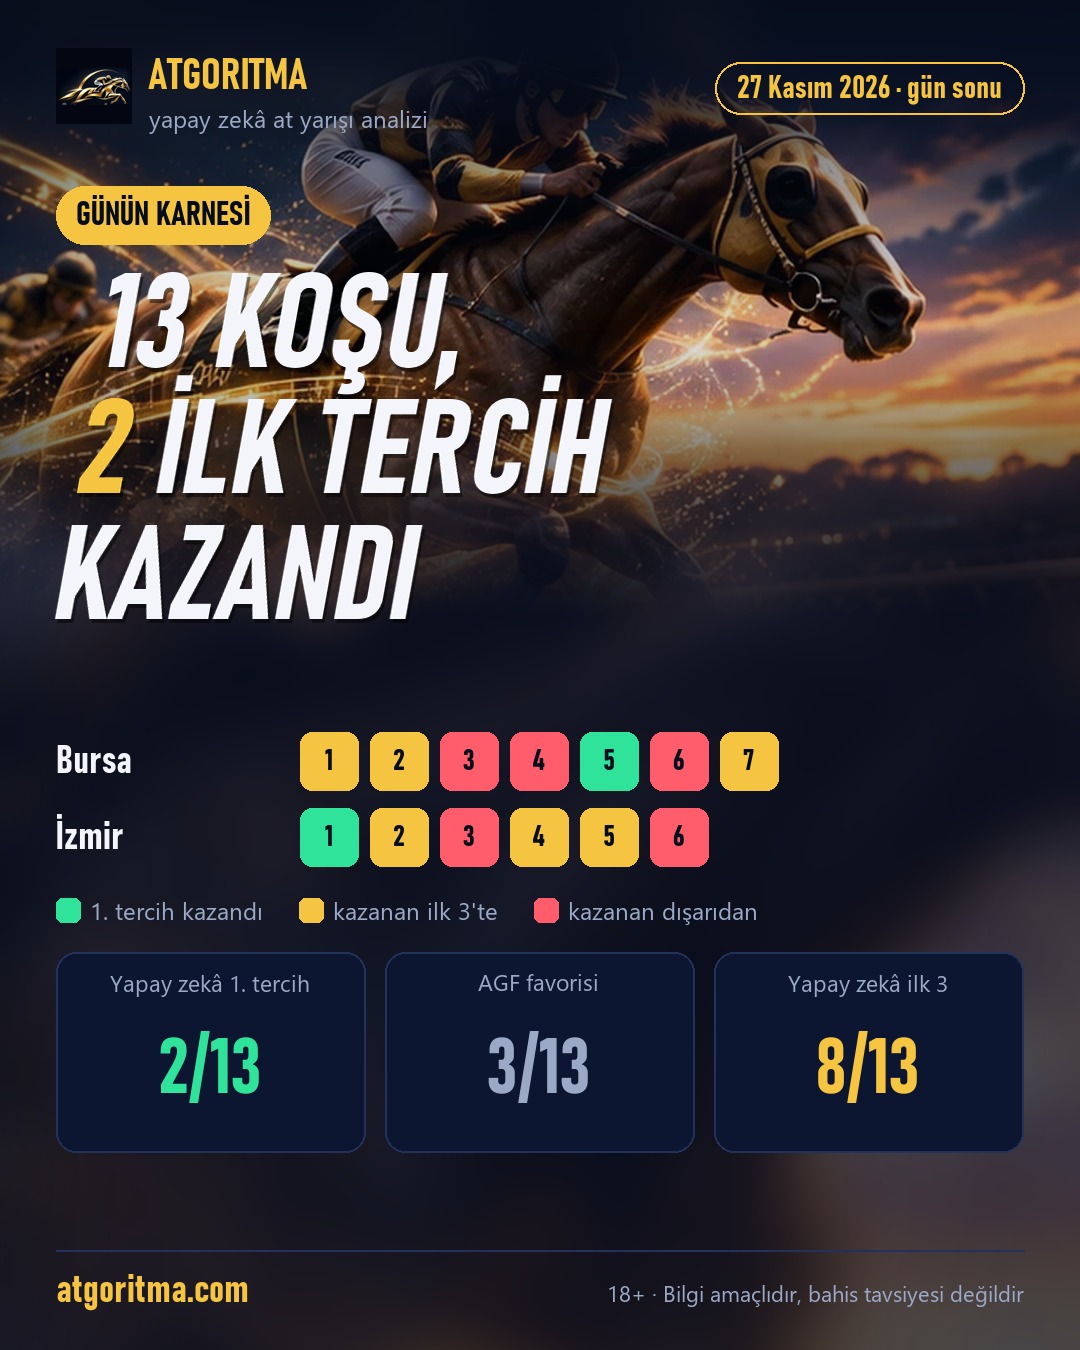 ATGORITMA
yapay zekâ at yarışı analizi
27 Kasım 2026 · gün sonu
GÜNÜN KARNESİ
13 KOŞU,
2 İLK TERCİH
KAZANDI
Bursa 1 2 3 4 5 6 7
İzmir 1 2 3 4 5 6
1. tercih kazandı kazanan ilk 3'te kazanan dışarıdan
Yapay zekâ 1. tercih AGF favorisi Yapay zekâ ilk 3
2/13 3/13 8/13
atgoritma.com 18+ · Bilgi amaçlıdır, bahis tavsiyesi değildir